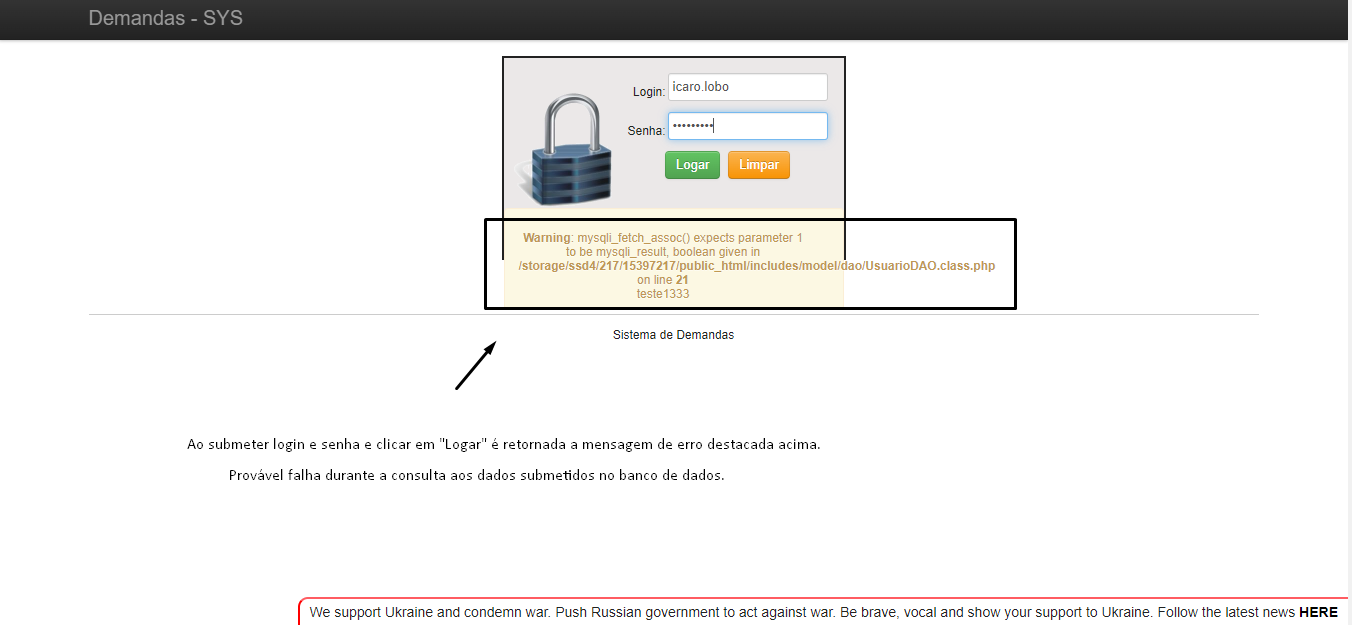 Demandas - SYS
Login: icaro.lobo
Senha: •••••••••
Logar Limpar
Warning: mysqli_fetch_assoc() expects parameter 1
to be mysqli_result, boolean given in
/storage/ssd4/217/15397217/public_html/includes/model/dao/UsuarioDAO.class.php
on line 21
teste1333
Sistema de Demandas
Ao submeter login e senha e clicar em "Logar" é retornada a mensagem de erro destacada acima.
Provável falha durante a consulta aos dados submetidos no banco de dados.
We support Ukraine and condemn war. Push Russian government to act against war. Be brave, vocal and show your support to Ukraine. Follow the latest news HERE